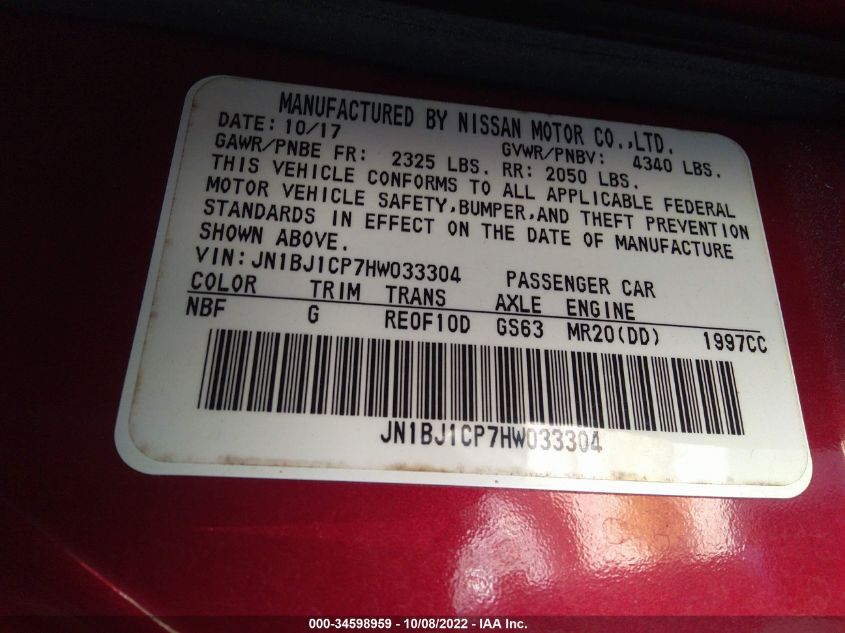 MANUFACTURED BY NISSAN MOTOR CO.,LTD.
DATE: 10/17 GVWR/PNBV: 4340 LBS.
GAWR/PNBE FR: 2325 LBS. RR: 2050 LBS.
THIS VEHICLE CONFORMS TO ALL APPLICABLE FEDERAL
MOTOR VEHICLE SAFETY,BUMPER,AND THEFT PREVENTION
STANDARDS IN EFFECT ON THE DATE OF MANUFACTURE
SHOWN ABOVE.
VIN: JN1BJ1CP7HW033304 PASSENGER CAR
COLOR TRIM TRANS AXLE ENGINE
NBF G RE0F10D GS63 MR20(DD) 1997CC
JN1BJ1CP7HW033304
000-34598959 - 10/08/2022 - IAA Inc.